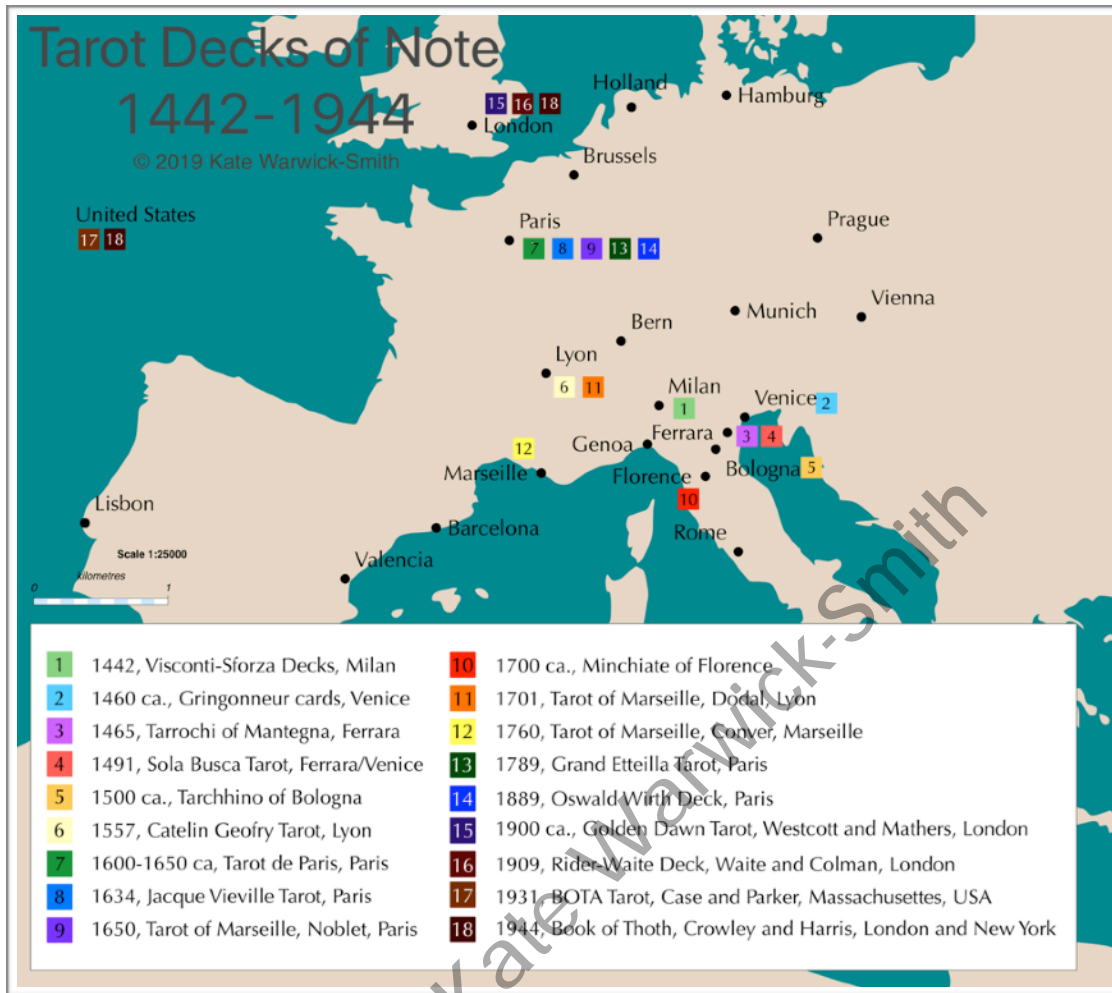 Tarot Decks of Note
1442-1944
© 2019 Kate Warwick-Smith
Holland
Hamburg
15 16 18
London
Brussels
United States
17 18
Paris
7 8 9 13 14
Prague
Vienna
Munich
Bern
Lyon
6 11
Milan
1
Venice 2
Ferrara
3 4
Genoa
12
Marseille
Florence
Bologna 5
10
Lisbon
Barcelona
Rome
Scale 1:25000
Valencia
kilometres
0 1
1 1442, Visconti-Sforza Decks, Milan
2 1460 ca., Gringonneur cards, Venice
3 1465, Tarrochi of Mantegna, Ferrara
4 1491, Sola Busca Tarot, Ferrara/Venice
5 1500 ca., Tarchhino of Bologna
6 1557, Catelin Geofry Tarot, Lyon
7 1600-1650 ca, Tarot de Paris, Paris
8 1634, Jacque Vieville Tarot, Paris
9 1650, Tarot of Marseille, Noblet, Paris
10 1700 ca., Minchiate of Florence
11 1701, Tarot of Marseille, Dodal, Lyon
12 1760, Tarot of Marseille, Conver, Marseille
13 1789, Grand Etteilla Tarot, Paris
14 1889, Oswald Wirth Deck, Paris
15 1900 ca., Golden Dawn Tarot, Westcott and Mathers, London
16 1909, Rider-Waite Deck, Waite and Colman, London
17 1931, BOTA Tarot, Case and Parker, Massachusettes, USA
18 1944, Book of Thoth, Crowley and Harris, London and New York
Kate Warwick-Smith